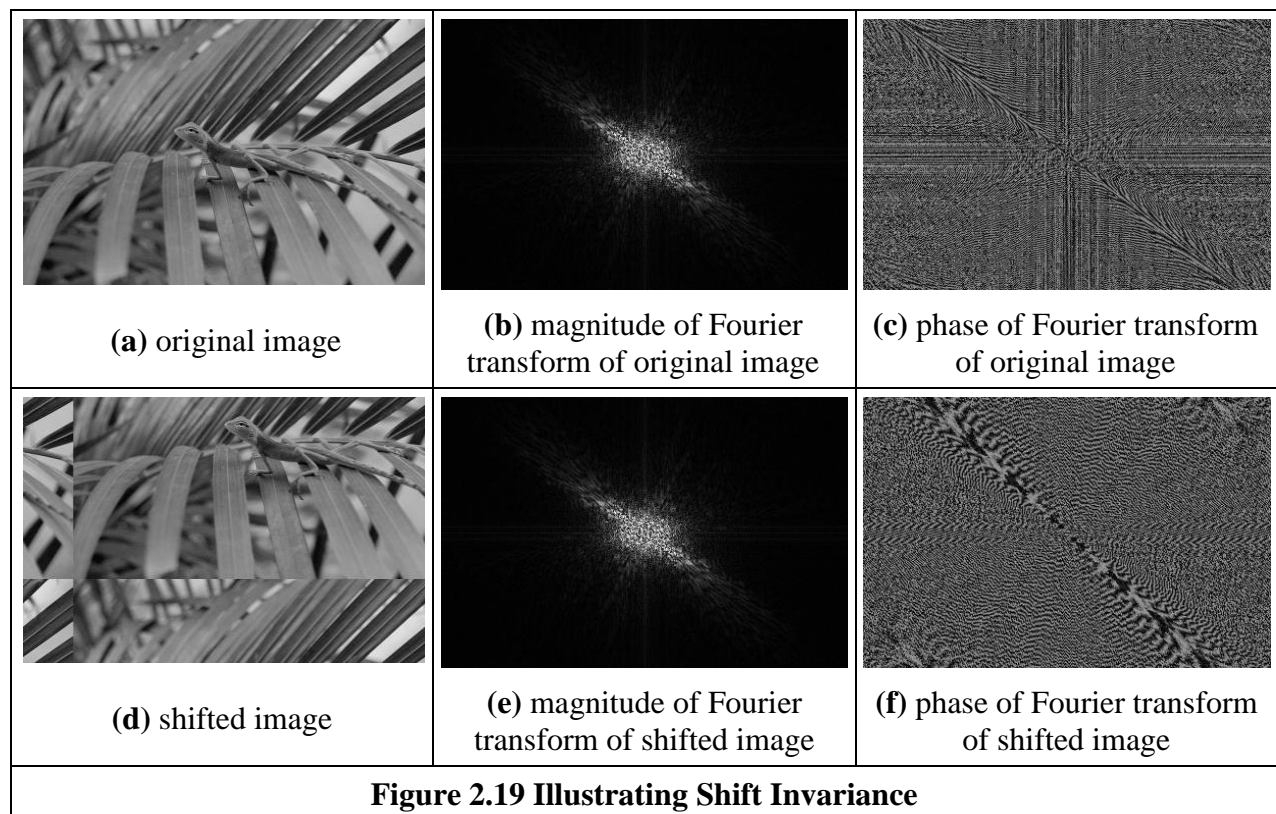 (a) original image
(b) magnitude of Fourier
transform of original image
(c) phase of Fourier transform
of original image
(d) shifted image
(e) magnitude of Fourier
transform of shifted image
(f) phase of Fourier transform
of shifted image
Figure 2.19 Illustrating Shift Invariance